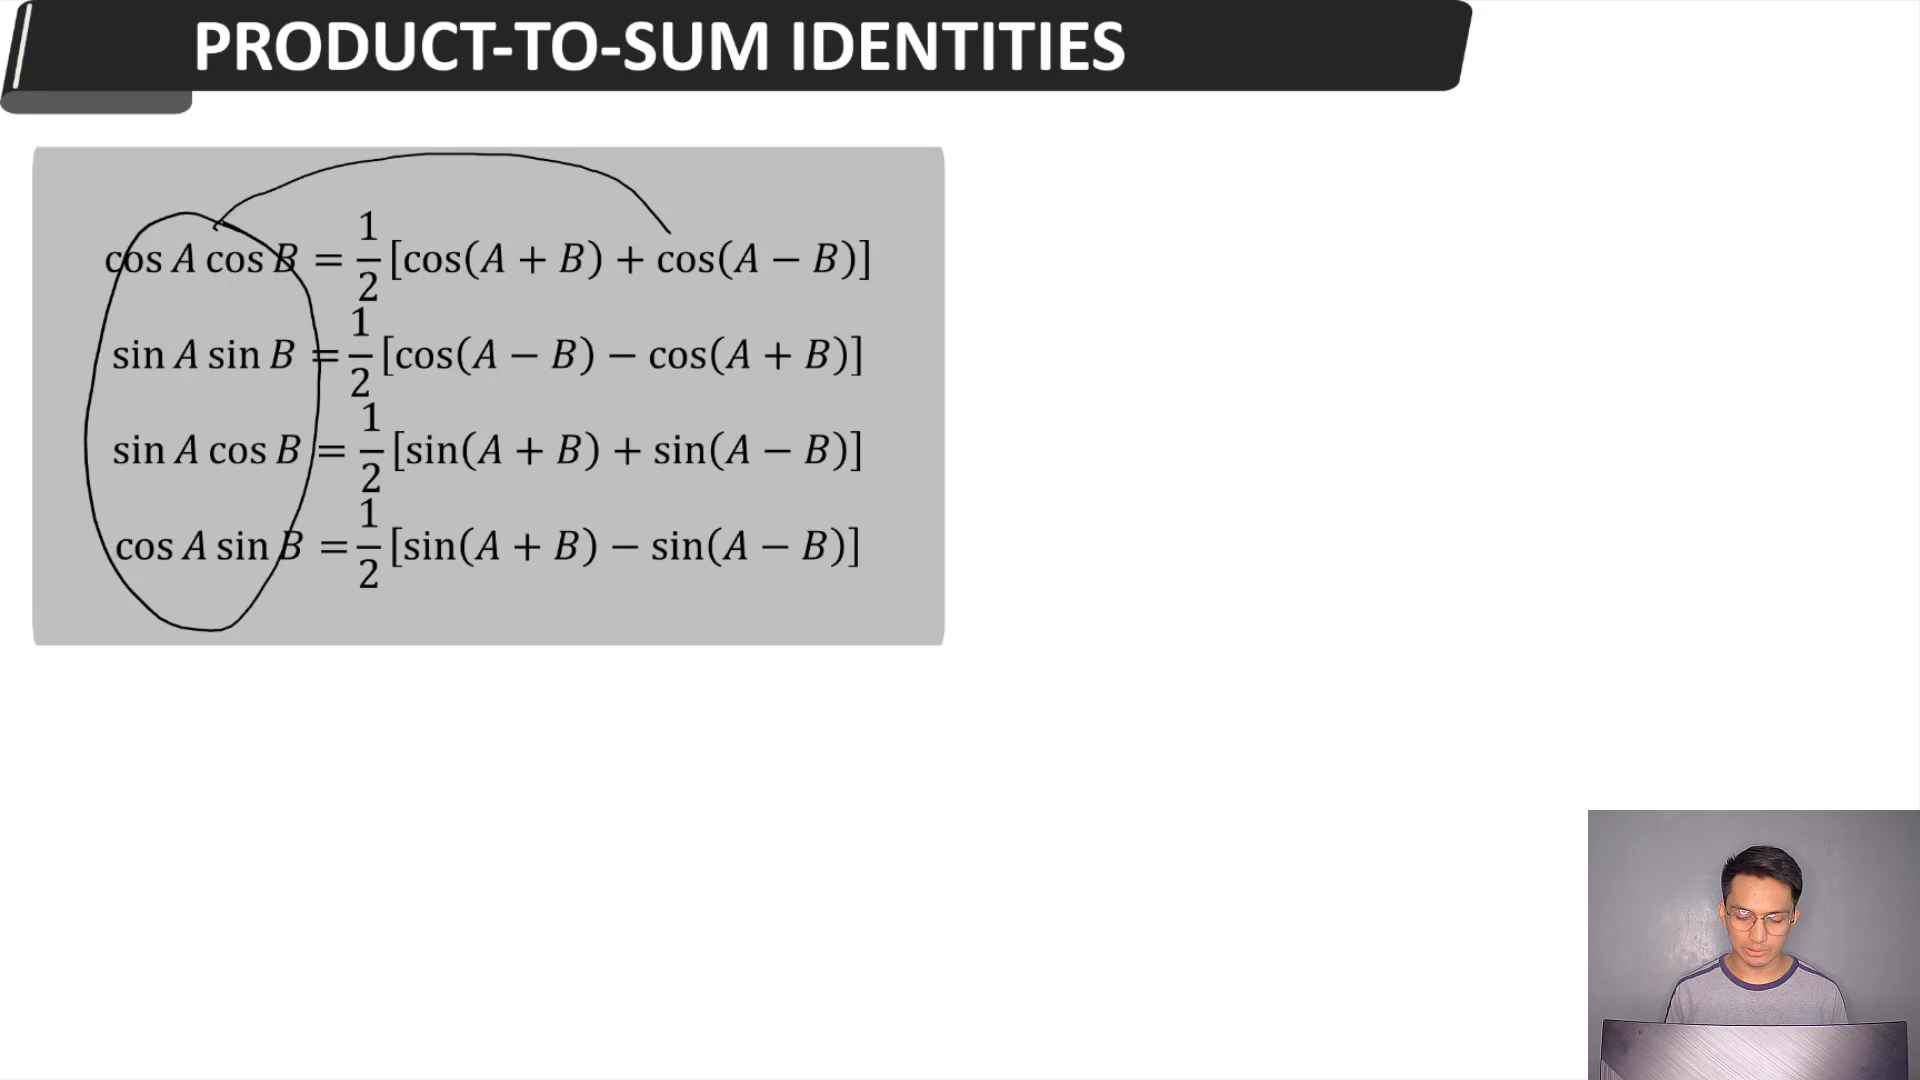 PRODUCT-TO-SUM IDENTITIES
cos A cos B = 1/2 [cos(A + B) + cos(A − B)]
sin A sin B = 1/2 [cos(A − B) − cos(A + B)]
sin A cos B = 1/2 [sin(A + B) + sin(A − B)]
cos A sin B = 1/2 [sin(A + B) − sin(A − B)]